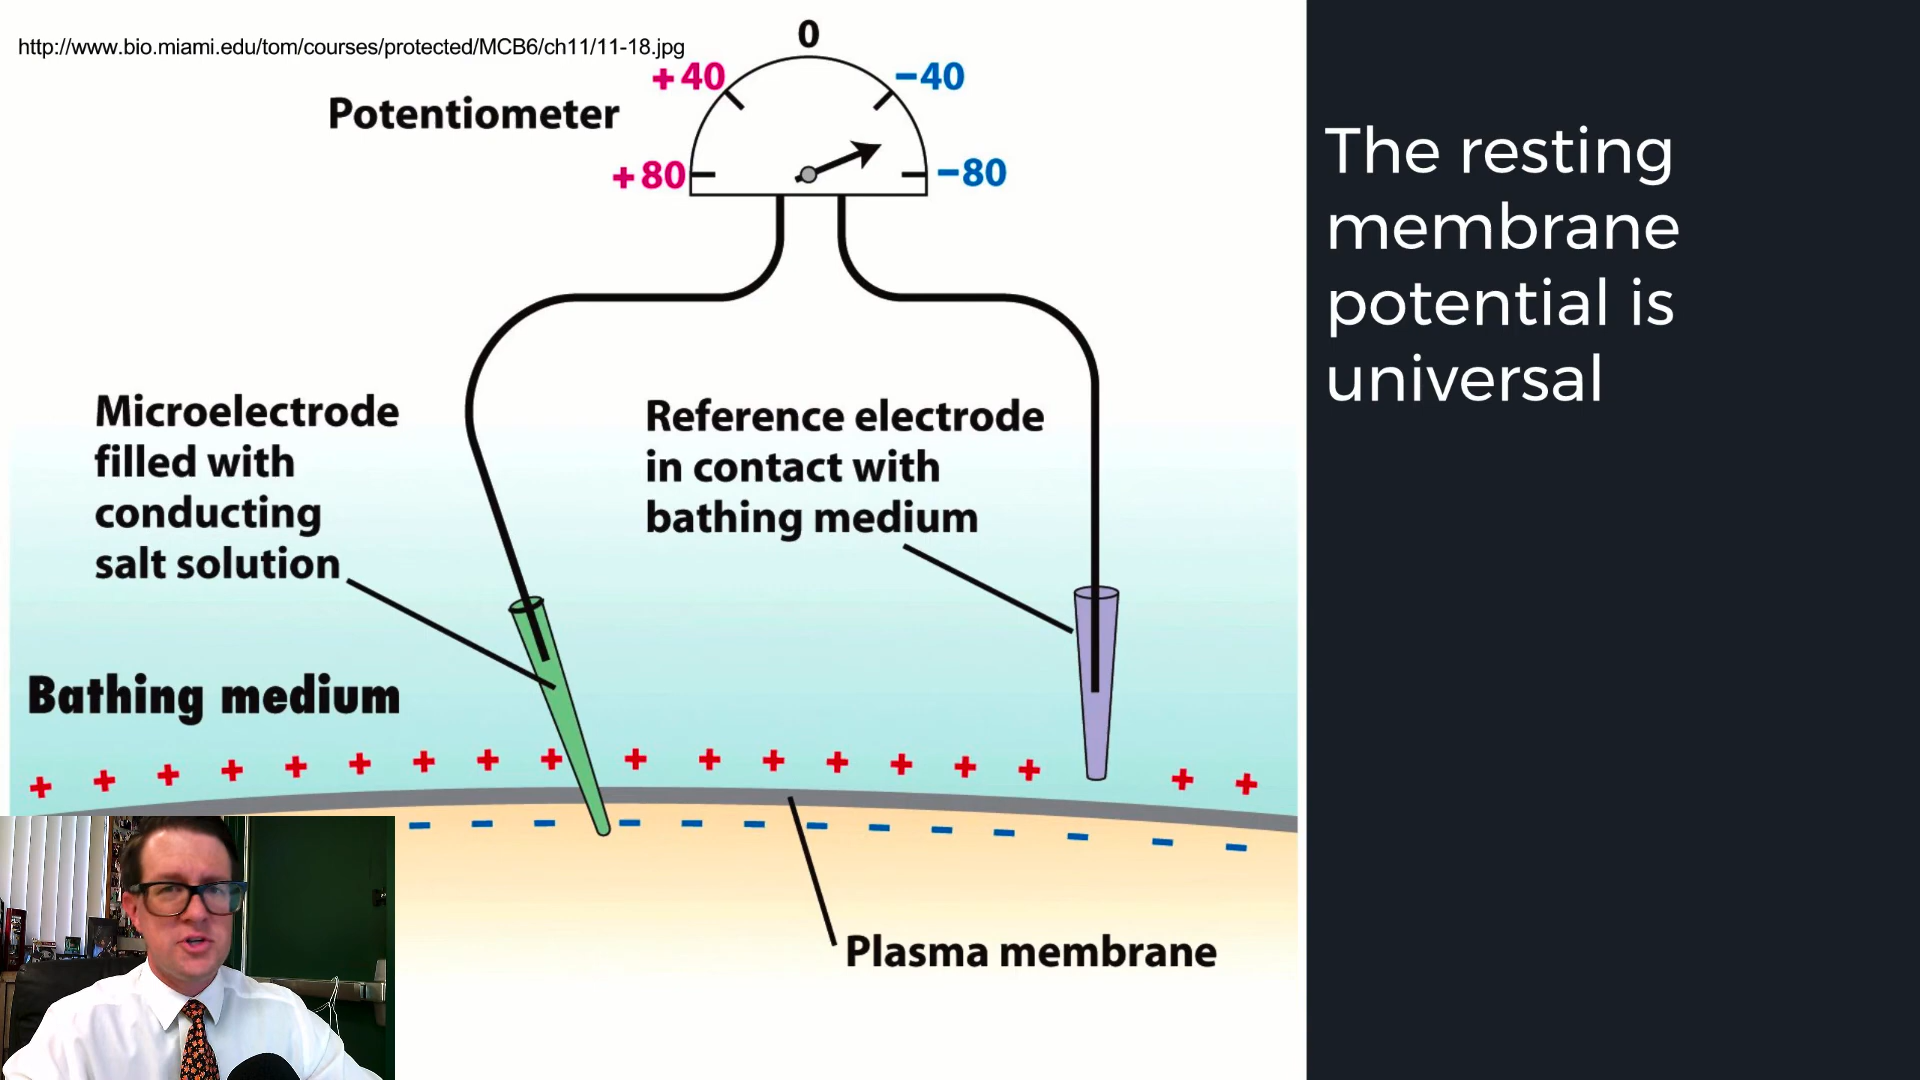 http://www.bio.miami.edu/tom/courses/protected/MCB6/ch11/11-18.jpg
0
+40
−40
Potentiometer
+80
−80
Microelectrode
filled with
conducting
salt solution
Reference electrode
in contact with
bathing medium
Bathing medium
Plasma membrane
The resting
membrane
potential is
universal